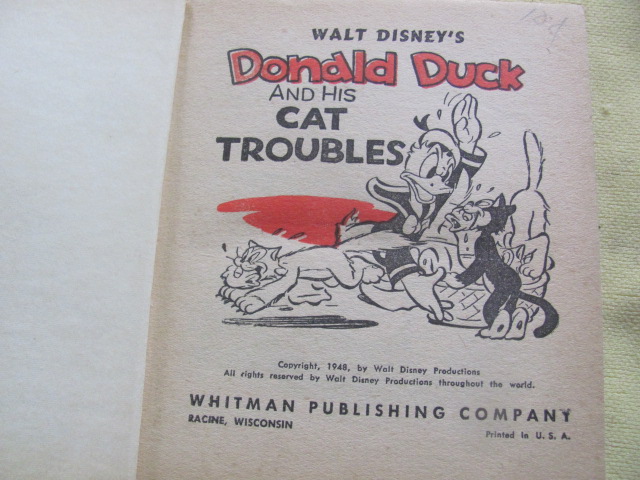 WALT DISNEY'S
Donald Duck
AND HIS
CAT
TROUBLES
Copyright, 1948, by Walt Disney Productions
All rights reserved by Walt Disney Productions throughout the world.
WHITMAN PUBLISHING COMPANY
RACINE, WISCONSIN
Printed in U. S. A.